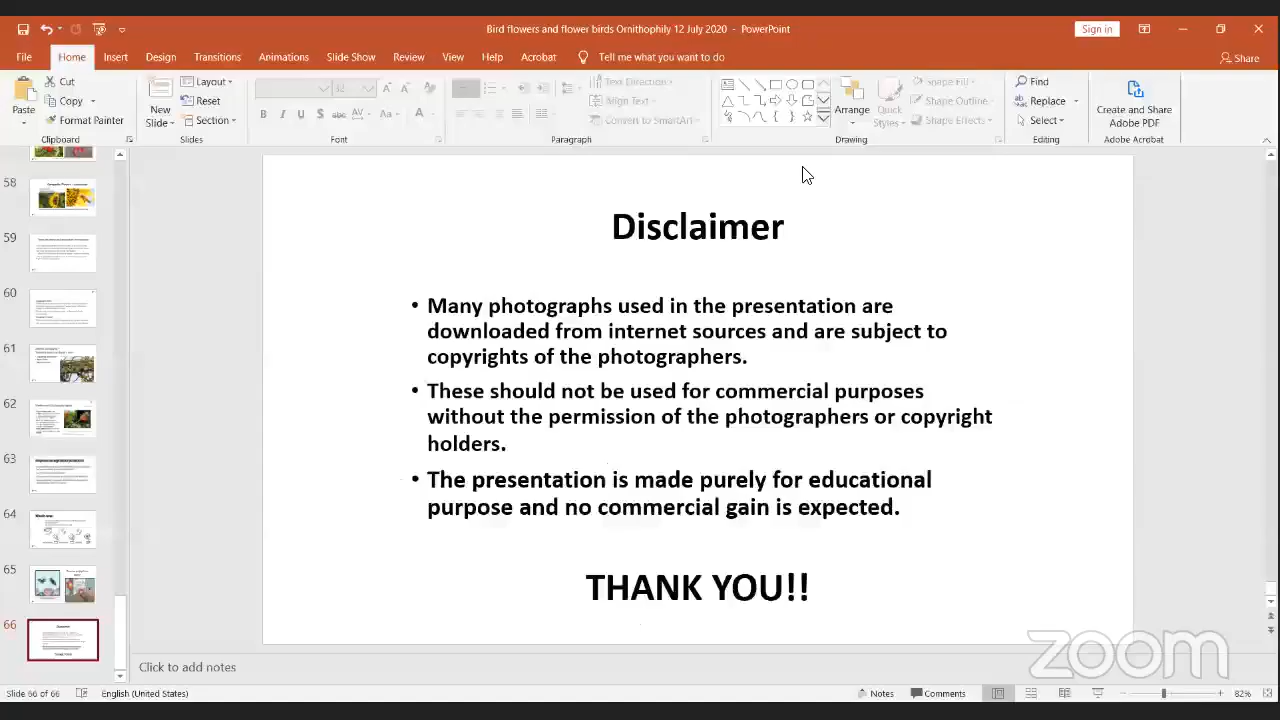 Bird flowers and flower birds Ornithophily 12 July 2020 - PowerPoint
Sign in
File Home Insert Design Transitions Animations Slide Show Review View Help Acrobat Tell me what you want to do Share
Paste
Cut
Copy
Format Painter
Clipboard
New Slide
Layout
Reset
Section
Slides
32
Font
Text Direction
Align Text
Convert to SmartArt
Paragraph
Arrange
Quick Styles
Shape Fill
Shape Outline
Shape Effects
Drawing
Find
Replace
Select
Editing
Create and Share
Adobe PDF
Adobe Acrobat
58
59
60
61
62
63
64
65
66
Disclaimer
• Many photographs used in the presentation are
downloaded from internet sources and are subject to
copyrights of the photographers.
• These should not be used for commercial purposes
without the permission of the photographers or copyright
holders.
• The presentation is made purely for educational
purpose and no commercial gain is expected.
THANK YOU!!
zoom
Click to add notes
Slide 66 of 66 English (United States) Notes Comments 82%